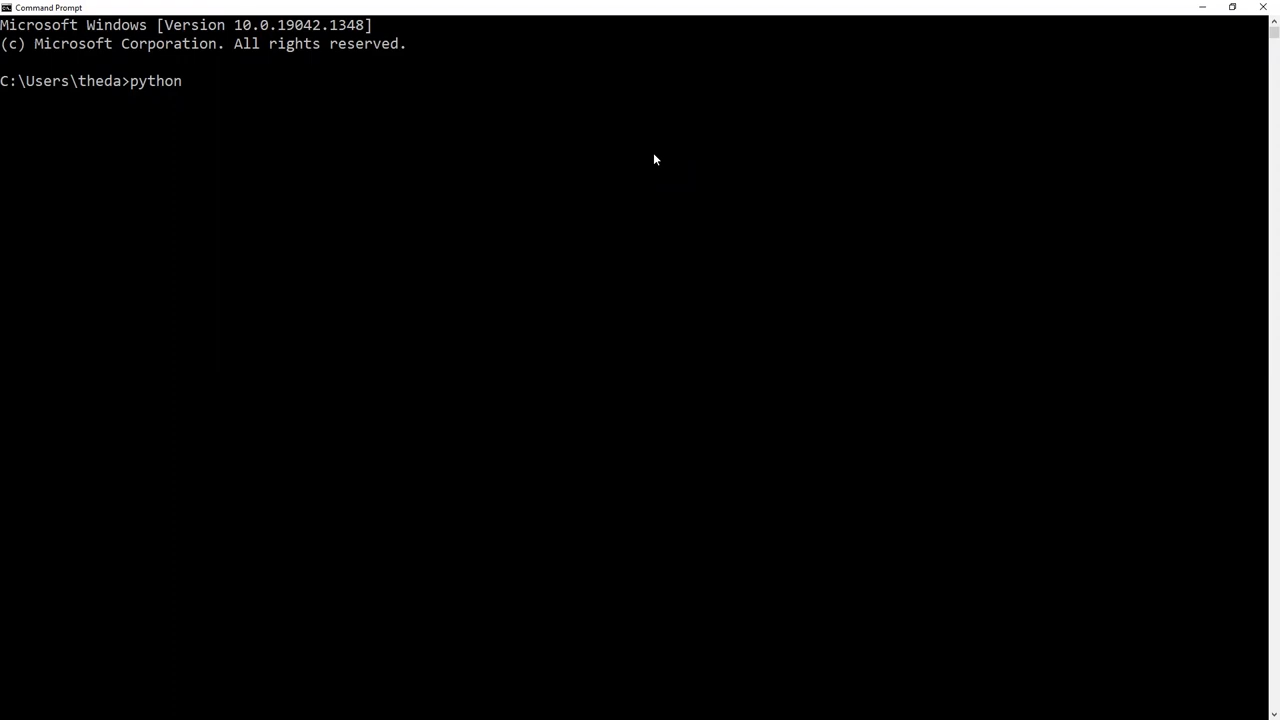 Command Prompt
Microsoft Windows [Version 10.0.19042.1348]
(c) Microsoft Corporation. All rights reserved.
C:\Users\theda>python